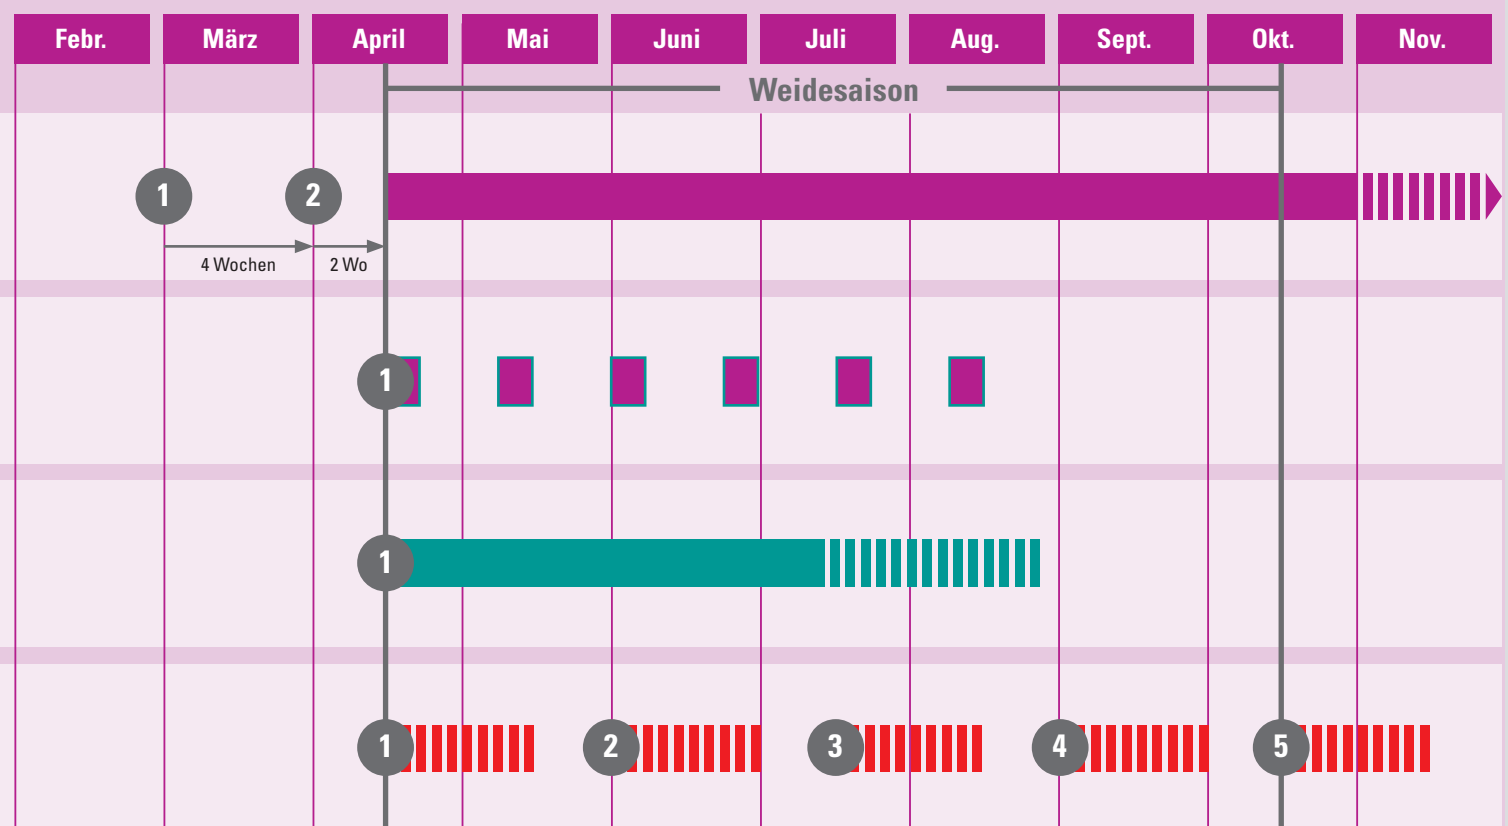 Febr. März April Mai Juni Juli Aug. Sept. Okt. Nov.
Weidesaison
1 2
4 Wochen 2 Wo
1
1
1 2 3 4 5